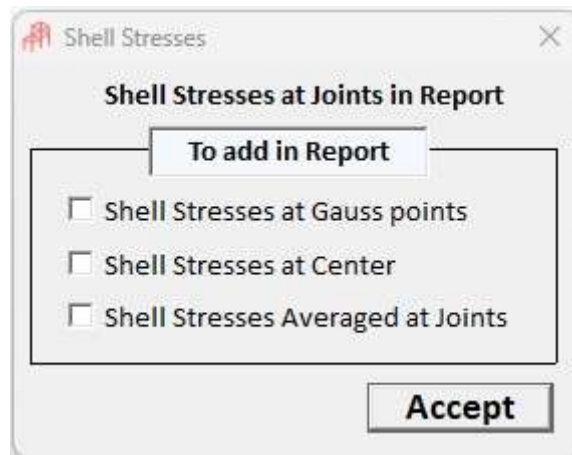 Shell Stresses
Shell Stresses at Joints in Report
To add in Report
Shell Stresses at Gauss points
Shell Stresses at Center
Shell Stresses Averaged at Joints
Accept